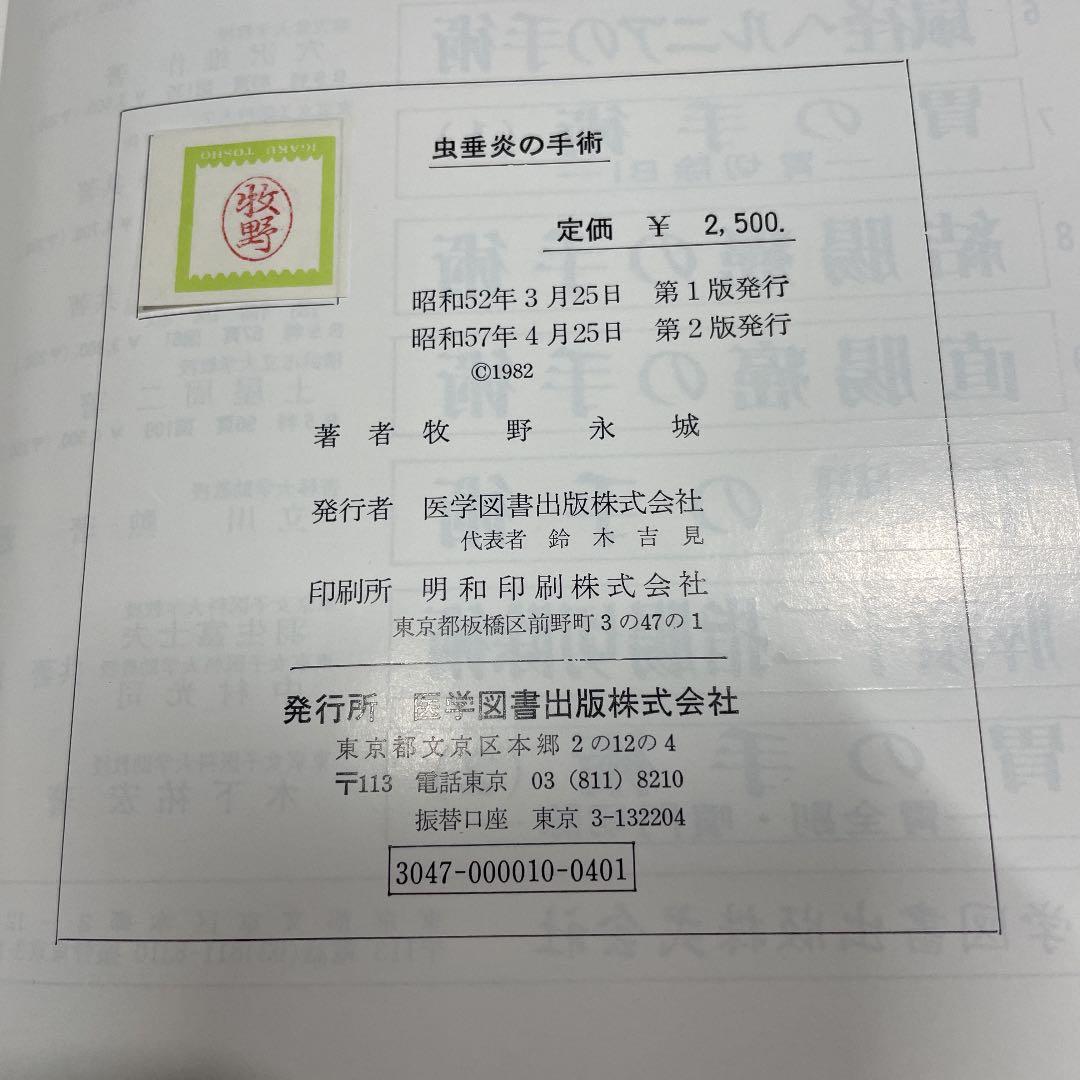 IGAKU TOSHO
牧野
虫垂炎の手術
定価 ¥ 2,500.
昭和52年3月25日 第1版発行
昭和57年4月25日 第2版発行
©1982
著者 牧野永城
発行者 医学図書出版株式会社
代表者 鈴木吉見
印刷所 明和印刷株式会社
東京都板橋区前野町3の47の1
発行所 医学図書出版株式会社
東京都文京区本郷2の12の4
〒113 電話東京 03 (811) 8210
振替口座 東京 3-132204
3047-000010-0401